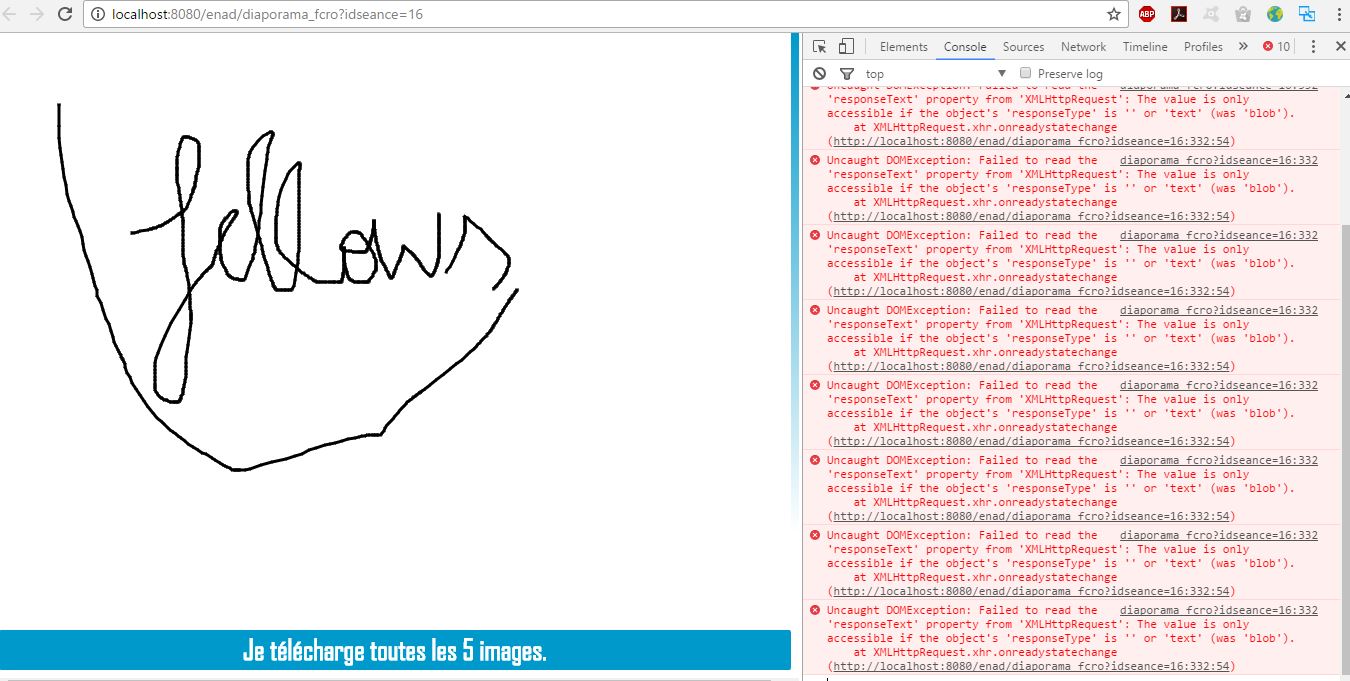 localhost:8080/enad/diaporama_fcro?idseance=16
ABP
fellows
Je télécharge toutes les 5 images.
Elements Console Sources Network Timeline Profiles » 10
top Preserve log
Uncaught DOMException: Failed to read the diaporama_fcro?idseance=16:332
'responseText' property from 'XMLHttpRequest': The value is only
accessible if the object's 'responseType' is '' or 'text' (was 'blob').
at XMLHttpRequest.xhr.onreadystatechange
(http://localhost:8080/enad/diaporama_fcro?idseance=16:332:54)
Uncaught DOMException: Failed to read the diaporama_fcro?idseance=16:332
'responseText' property from 'XMLHttpRequest': The value is only
accessible if the object's 'responseType' is '' or 'text' (was 'blob').
at XMLHttpRequest.xhr.onreadystatechange
(http://localhost:8080/enad/diaporama_fcro?idseance=16:332:54)
Uncaught DOMException: Failed to read the diaporama_fcro?idseance=16:332
'responseText' property from 'XMLHttpRequest': The value is only
accessible if the object's 'responseType' is '' or 'text' (was 'blob').
at XMLHttpRequest.xhr.onreadystatechange
(http://localhost:8080/enad/diaporama_fcro?idseance=16:332:54)
Uncaught DOMException: Failed to read the diaporama_fcro?idseance=16:332
'responseText' property from 'XMLHttpRequest': The value is only
accessible if the object's 'responseType' is '' or 'text' (was 'blob').
at XMLHttpRequest.xhr.onreadystatechange
(http://localhost:8080/enad/diaporama_fcro?idseance=16:332:54)
Uncaught DOMException: Failed to read the diaporama_fcro?idseance=16:332
'responseText' property from 'XMLHttpRequest': The value is only
accessible if the object's 'responseType' is '' or 'text' (was 'blob').
at XMLHttpRequest.xhr.onreadystatechange
(http://localhost:8080/enad/diaporama_fcro?idseance=16:332:54)
Uncaught DOMException: Failed to read the diaporama_fcro?idseance=16:332
'responseText' property from 'XMLHttpRequest': The value is only
accessible if the object's 'responseType' is '' or 'text' (was 'blob').
at XMLHttpRequest.xhr.onreadystatechange
(http://localhost:8080/enad/diaporama_fcro?idseance=16:332:54)
Uncaught DOMException: Failed to read the diaporama_fcro?idseance=16:332
'responseText' property from 'XMLHttpRequest': The value is only
accessible if the object's 'responseType' is '' or 'text' (was 'blob').
at XMLHttpRequest.xhr.onreadystatechange
(http://localhost:8080/enad/diaporama_fcro?idseance=16:332:54)
Uncaught DOMException: Failed to read the diaporama_fcro?idseance=16:332
'responseText' property from 'XMLHttpRequest': The value is only
accessible if the object's 'responseType' is '' or 'text' (was 'blob').
at XMLHttpRequest.xhr.onreadystatechange
(http://localhost:8080/enad/diaporama_fcro?idseance=16:332:54)